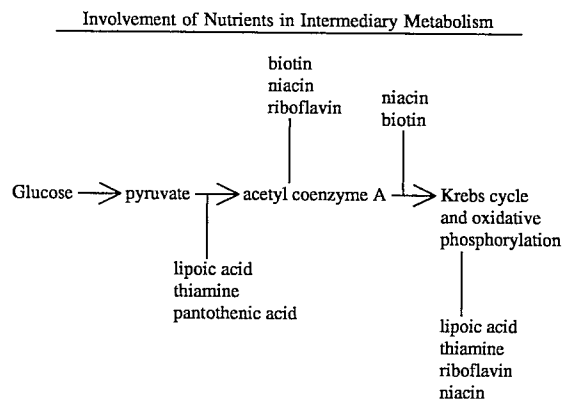 Involvement of Nutrients in Intermediary Metabolism
biotin
niacin
riboflavin
niacin
biotin
Glucose
pyruvate
acetyl coenzyme A
Krebs cycle
and oxidative
phosphorylation
lipoic acid
thiamine
pantothenic acid
lipoic acid
thiamine
riboflavin
niacin